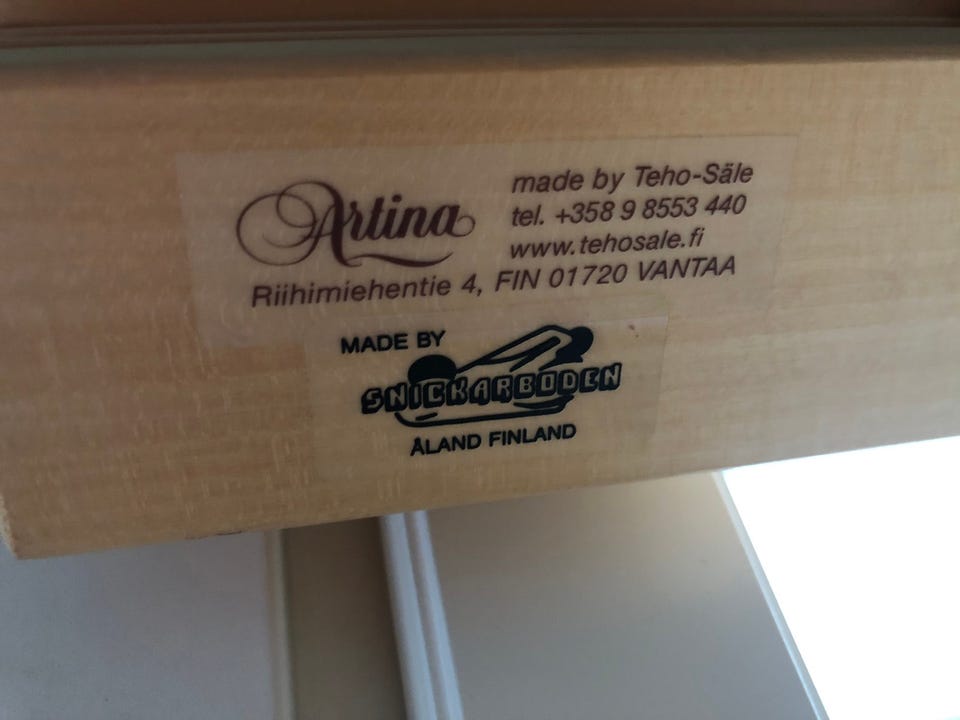 Artina
made by Teho-Säle
tel. +358 9 8553 440
www.tehosale.fi
Riihimiehentie 4, FIN 01720 VANTAA
MADE BY
SNICKARBODEN
ÅLAND FINLAND